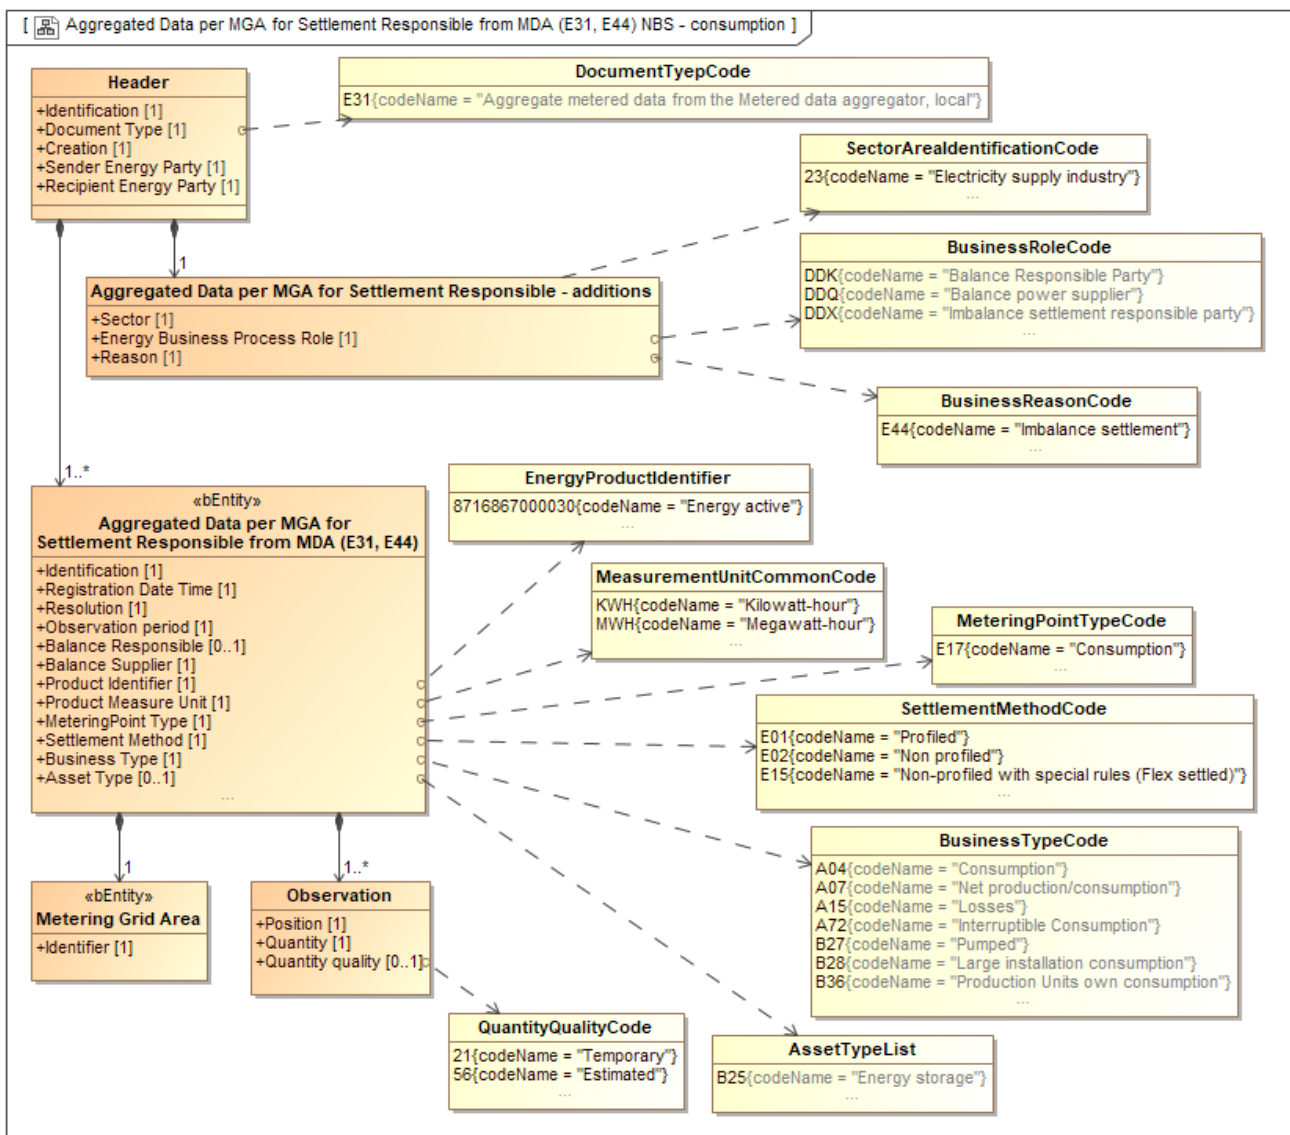 [ Aggregated Data per MGA for Settlement Responsible from MDA (E31, E44) NBS - consumption ]
Header
+Identification [1]
+Document Type [1]
+Creation [1]
+Sender Energy Party [1]
+Recipient Energy Party [1]
DocumentTyepCode
E31{codeName = "Aggregate metered data from the Metered data aggregator, local"}
SectorAreaIdentificationCode
23{codeName = "Electricity supply industry"}
...
1
Aggregated Data per MGA for Settlement Responsible - additions
+Sector [1]
+Energy Business Process Role [1]
+Reason [1]
BusinessRoleCode
DDK{codeName = "Balance Responsible Party"}
DDQ{codeName = "Balance power supplier"}
DDX{codeName = "Imbalance settlement responsible party"}
...
BusinessReasonCode
E44{codeName = "Imbalance settlement"}
...
1..*
«bEntity»
Aggregated Data per MGA for
Settlement Responsible from MDA (E31, E44)
+Identification [1]
+Registration Date Time [1]
+Resolution [1]
+Observation period [1]
+Balance Responsible [0..1]
+Balance Supplier [1]
+Product Identifier [1]
+Product Measure Unit [1]
+MeteringPoint Type [1]
+Settlement Method [1]
+Business Type [1]
+Asset Type [0..1]
...
EnergyProductIdentifier
8716867000030{codeName = "Energy active"}
...
MeasurementUnitCommonCode
KWH{codeName = "Kilowatt-hour"}
MWH{codeName = "Megawatt-hour"}
...
MeteringPointTypeCode
E17{codeName = "Consumption"}
...
SettlementMethodCode
E01{codeName = "Profiled"}
E02{codeName = "Non profiled"}
E15{codeName = "Non-profiled with special rules (Flex settled)"}
...
BusinessTypeCode
A04{codeName = "Consumption"}
A07{codeName = "Net production/consumption"}
A15{codeName = "Losses"}
A72{codeName = "Interruptible Consumption"}
B27{codeName = "Pumped"}
B28{codeName = "Large installation consumption"}
B36{codeName = "Production Units own consumption"}
...
1
«bEntity»
Metering Grid Area
+Identifier [1]
1..*
Observation
+Position [1]
+Quantity [1]
+Quantity quality [0..1]
QuantityQualityCode
21{codeName = "Temporary"}
56{codeName = "Estimated"}
...
AssetTypeList
B25{codeName = "Energy storage"}
...